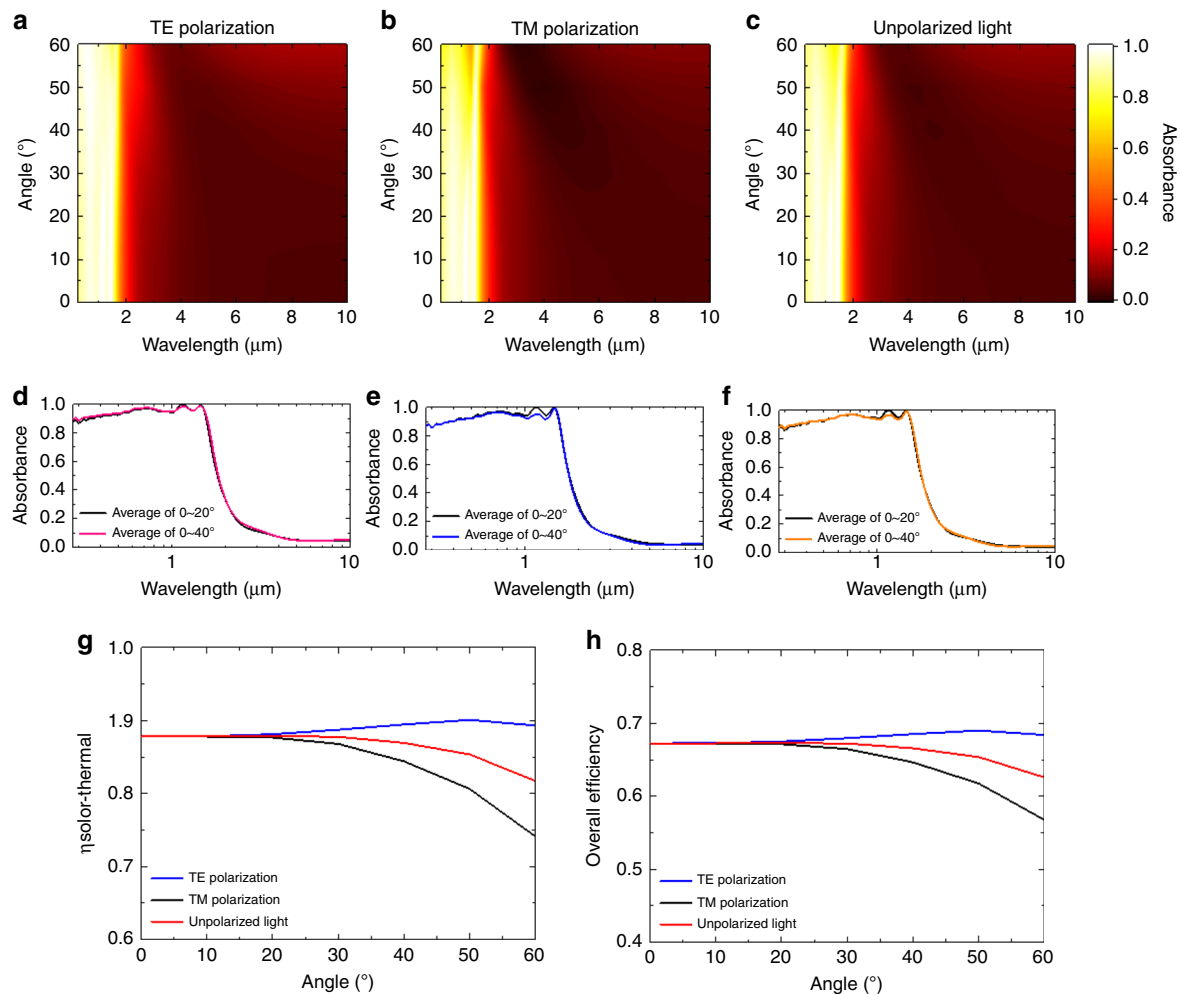 a
TE polarization
60
50
40
30
20
10
0
Angle (°)
2
4
6
8
10
Wavelength (μm)
b
TM polarization
60
50
40
30
20
10
0
Angle (°)
2
4
6
8
10
Wavelength (μm)
c
Unpolarized light
60
50
40
30
20
10
0
Angle (°)
2
4
6
8
10
Wavelength (μm)
1.0
0.8
0.6
0.4
0.2
0.0
Absorbance
d
1.0
0.8
0.6
0.4
0.2
0.0
Absorbance
Average of 0~20°
Average of 0~40°
1
10
Wavelength (μm)
e
1.0
0.8
0.6
0.4
0.2
0.0
Absorbance
Average of 0~20°
Average of 0~40°
1
10
Wavelength (μm)
f
1.0
0.8
0.6
0.4
0.2
0.0
Absorbance
Average of 0~20°
Average of 0~40°
1
10
Wavelength (μm)
g
1.0
1.9
0.8
0.7
0.6
ηsolor-thermal
TE polarization
TM polarization
Unpolarized light
0
10
20
30
40
50
60
Angle (°)
h
0.8
0.7
0.6
0.5
0.4
Overall efficiency
TE polarization
TM polarization
Unpolarized light
0
10
20
30
40
50
60
Angle (°)